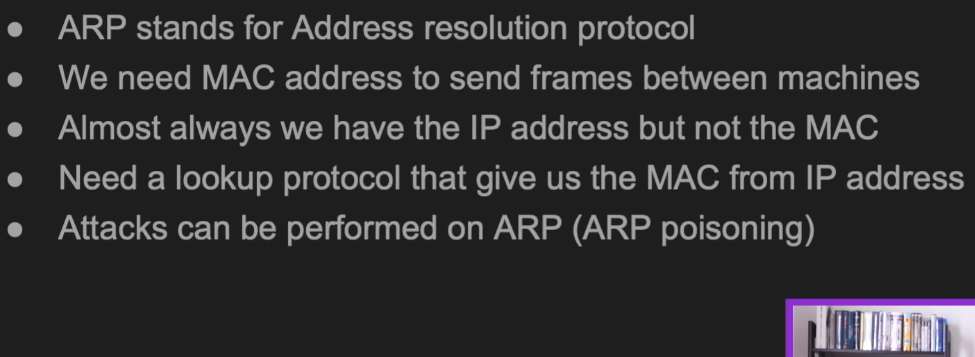 ● ARP stands for Address resolution protocol
● We need MAC address to send frames between machines
● Almost always we have the IP address but not the MAC
● Need a lookup protocol that give us the MAC from IP address
● Attacks can be performed on ARP (ARP poisoning)